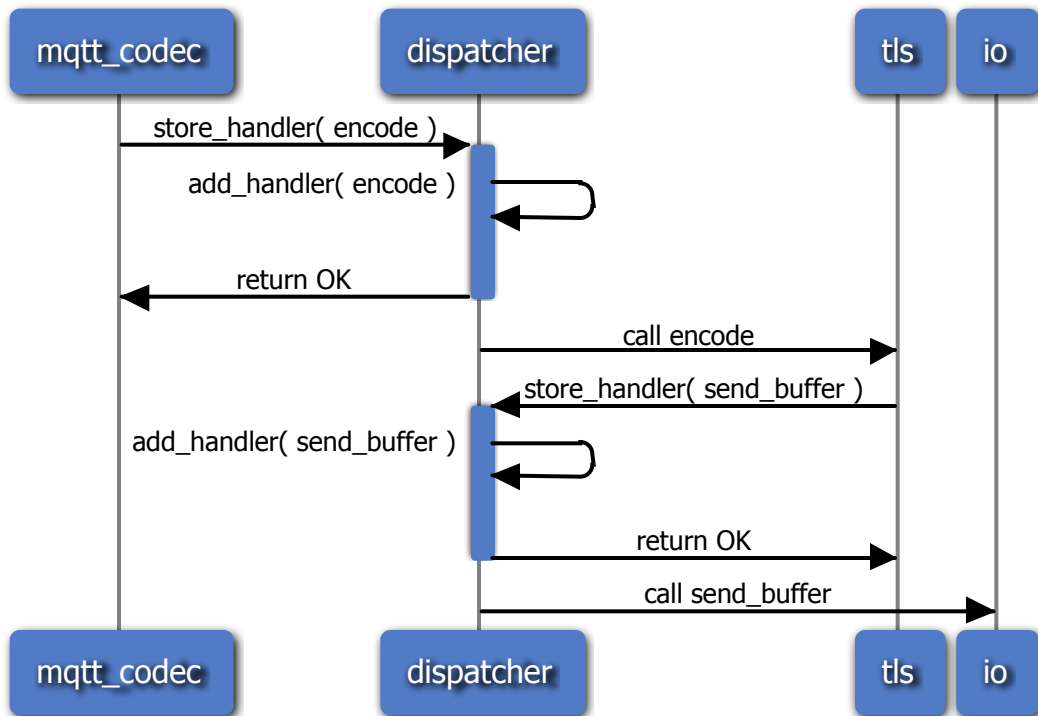 mqtt_codec
dispatcher
tls
io
store_handler( encode )
add_handler( encode )
return OK
call encode
store_handler( send_buffer )
add_handler( send_buffer )
return OK
call send_buffer
mqtt_codec
dispatcher
tls
io